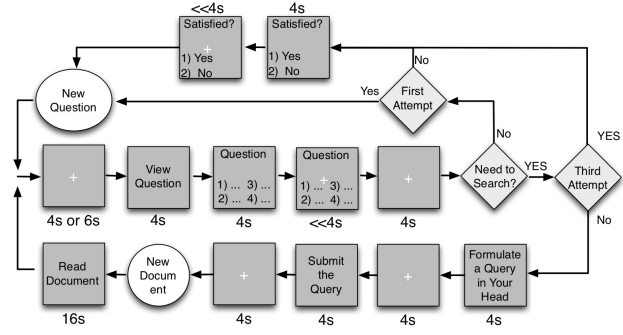 <<4s
4s
Satisfied?
+
1) Yes
2) No
Satisfied?
1) Yes
2) No
No
New
Question
Yes
First
Attempt
No
YES
+
4s or 6s
View
Question
4s
Question
1) ... 3) ...
2) ... 4) ...
4s
Question
+
1) ... 3) ...
2) ... 4) ...
<<4s
+
4s
Need to
Search?
YES
Third
Attempt
No
Read
Document
16s
New
Docum
ent
+
4s
Submit
the
Query
4s
+
4s
Formulate
a Query
in Your
Head
4s